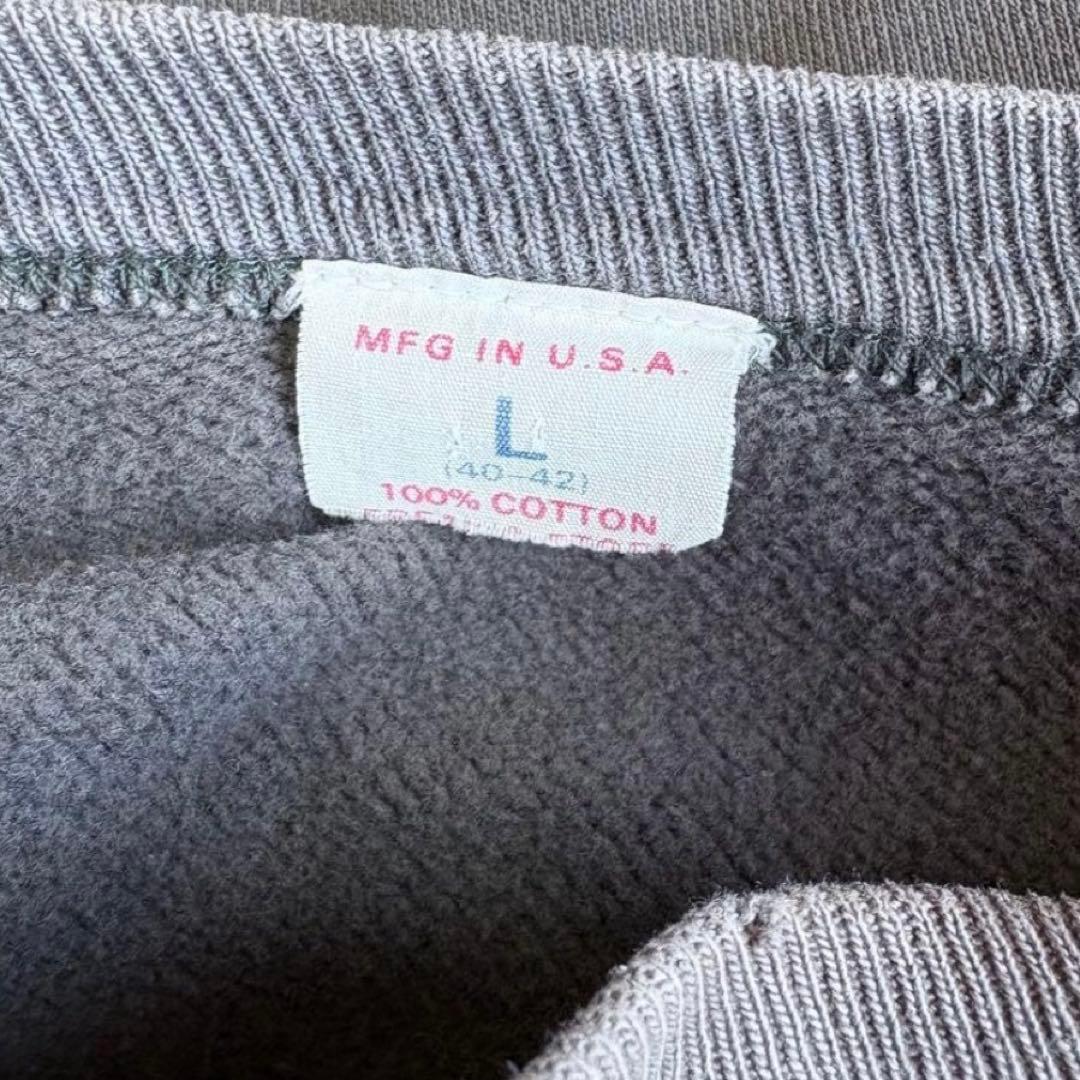 MFG IN U.S.A.
L
(40-42)
100% COTTON